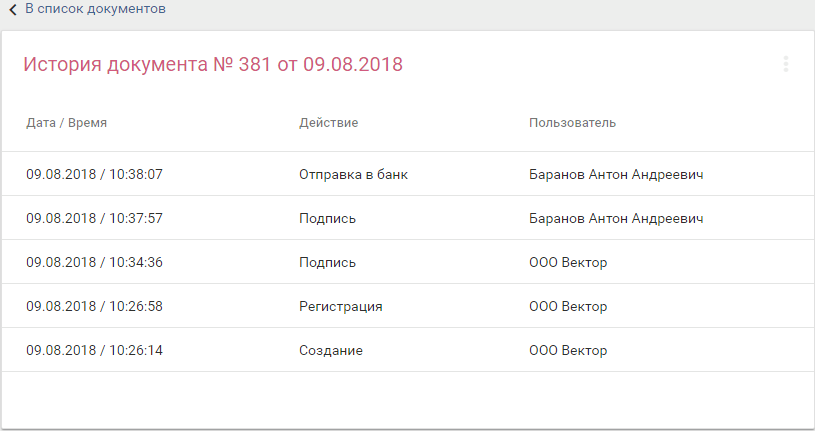 В список документов
История документа № 381 от 09.08.2018
Дата / Время Действие Пользователь
09.08.2018 / 10:38:07 Отправка в банк Баранов Антон Андреевич
09.08.2018 / 10:37:57 Подпись Баранов Антон Андреевич
09.08.2018 / 10:34:36 Подпись ООО Вектор
09.08.2018 / 10:26:58 Регистрация ООО Вектор
09.08.2018 / 10:26:14 Создание ООО Вектор